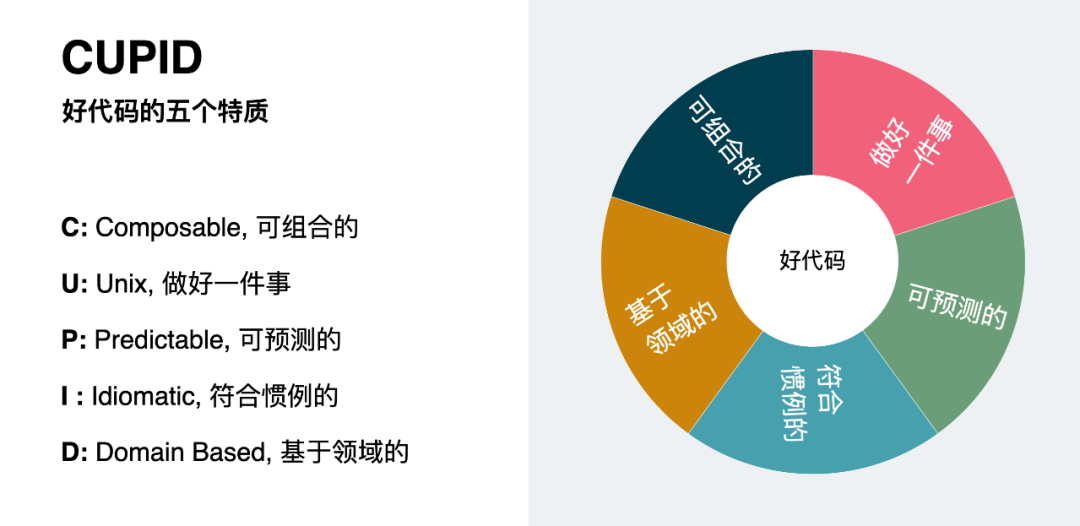 CUPID
好代码的五个特质
C: Composable, 可组合的
U: Unix, 做好一件事
P: Predictable, 可预测的
I : Idiomatic, 符合惯例的
D: Domain Based, 基于领域的
可组合的
做好
一件事
基于
领域的
好代码
可预测的
符合
惯例的